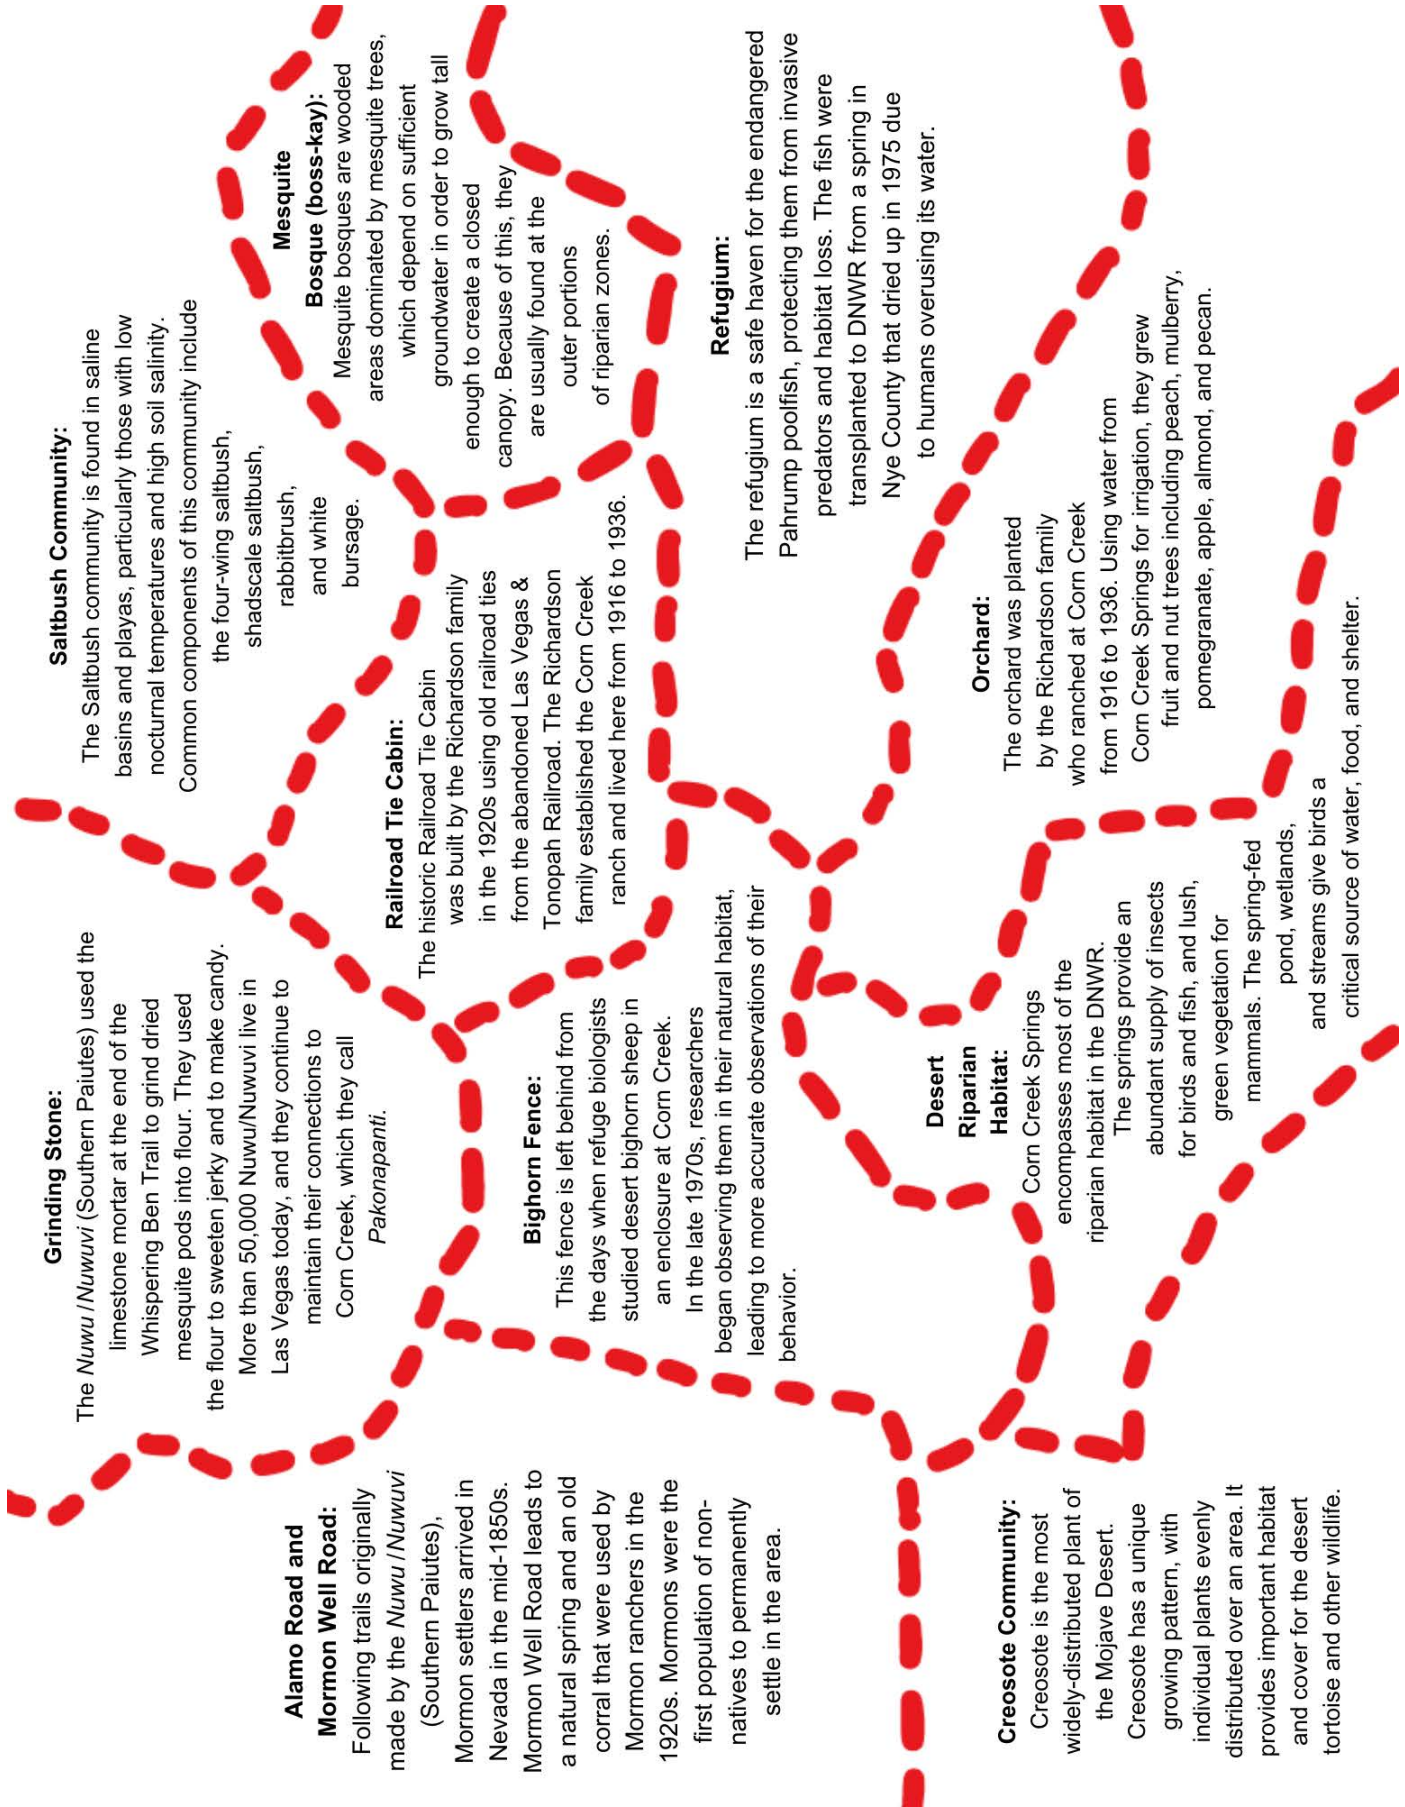 Alamo Road and
Mormon Well Road:
Following trails originally
made by the Nuwu /Nuwuvi
(Southern Paiutes),
Mormon settlers arrived in
Nevada in the mid-1850s.
Mormon Well Road leads to
a natural spring and an old
corral that were used by
Mormon ranchers in the
1920s. Mormons were the
first population of non-
natives to permanently
settle in the area.
Grinding Stone:
The Nuwu /Nuwuvi (Southern Paiutes) used the
limestone mortar at the end of the
Whispering Ben Trail to grind dried
mesquite pods into flour. They used
the flour to sweeten jerky and to make candy.
More than 50,000 Nuwu/Nuwuvi live in
Las Vegas today, and they continue to
maintain their connections to
Corn Creek, which they call
Pakonapanti.
Saltbush Community:
The Saltbush community is found in saline
basins and playas, particularly those with low
nocturnal temperatures and high soil salinity.
Common components of this community include
the four-wing saltbush,
shadscale saltbush,
rabbitbrush,
and white
bursage.
Mesquite
Bosque (boss-kay):
Mesquite bosques are wooded
areas dominated by mesquite trees,
which depend on sufficient
groundwater in order to grow tall
enough to create a closed
canopy. Because of this, they
are usually found at the
outer portions
of riparian zones.
Railroad Tie Cabin:
The historic Railroad Tie Cabin
was built by the Richardson family
in the 1920s using old railroad ties
from the abandoned Las Vegas &
Tonopah Railroad. The Richardson
family established the Corn Creek
ranch and lived here from 1916 to 1936.
Bighorn Fence:
This fence is left behind from
the days when refuge biologists
studied desert bighorn sheep in
an enclosure at Corn Creek.
In the late 1970s, researchers
began observing them in their natural habitat,
leading to more accurate observations of their
behavior.
Refugium:
The refugium is a safe haven for the endangered
Pahrump poolfish, protecting them from invasive
predators and habitat loss. The fish were
transplanted to DNWR from a spring in
Nye County that dried up in 1975 due
to humans overusing its water.
Creosote Community:
Creosote is the most
widely-distributed plant of
the Mojave Desert.
Creosote has a unique
growing pattern, with
individual plants evenly
distributed over an area. It
provides important habitat
and cover for the desert
tortoise and other wildlife.
Desert
Riparian
Habitat:
Corn Creek Springs
encompasses most of the
riparian habitat in the DNWR.
The springs provide an
abundant supply of insects
for birds and fish, and lush,
green vegetation for
mammals. The spring-fed
pond, wetlands,
and streams give birds a
critical source of water, food, and shelter.
Orchard:
The orchard was planted
by the Richardson family
who ranched at Corn Creek
from 1916 to 1936. Using water from
Corn Creek Springs for irrigation, they grew
fruit and nut trees including peach, mulberry,
pomegranate, apple, almond, and pecan.